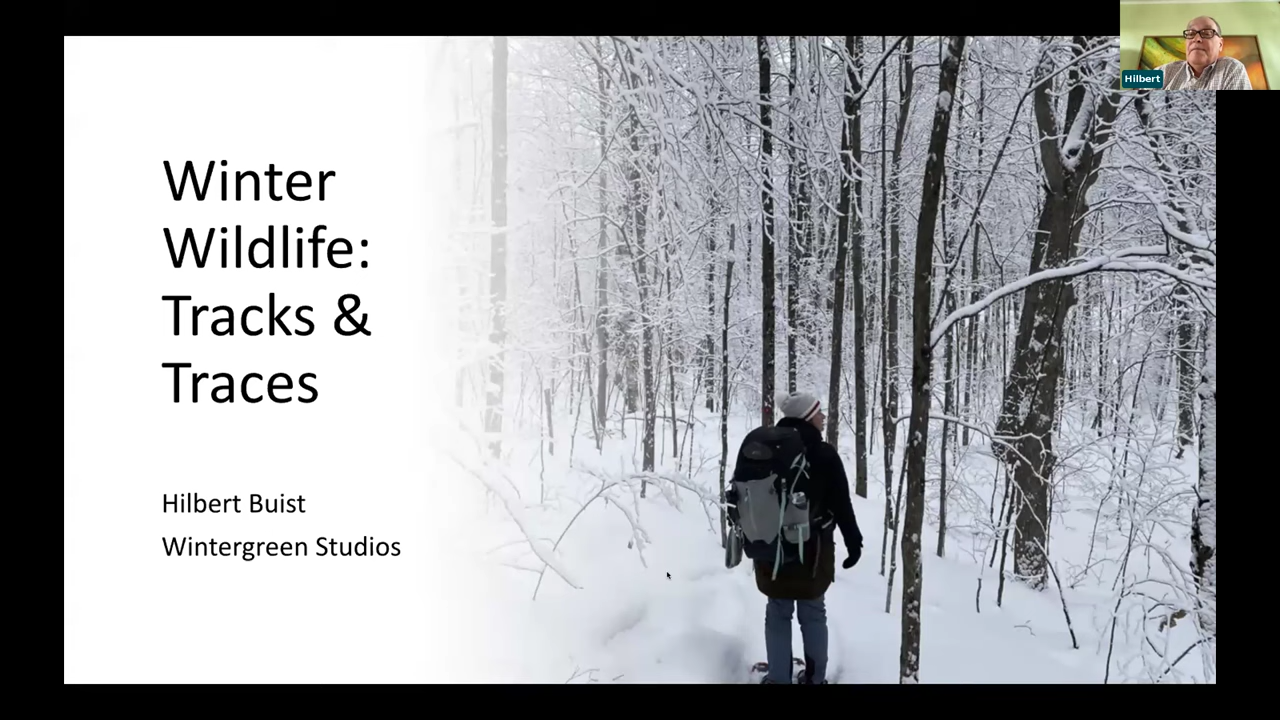 Hilbert
Winter
Wildlife:
Tracks &
Traces
Hilbert Buist
Wintergreen Studios